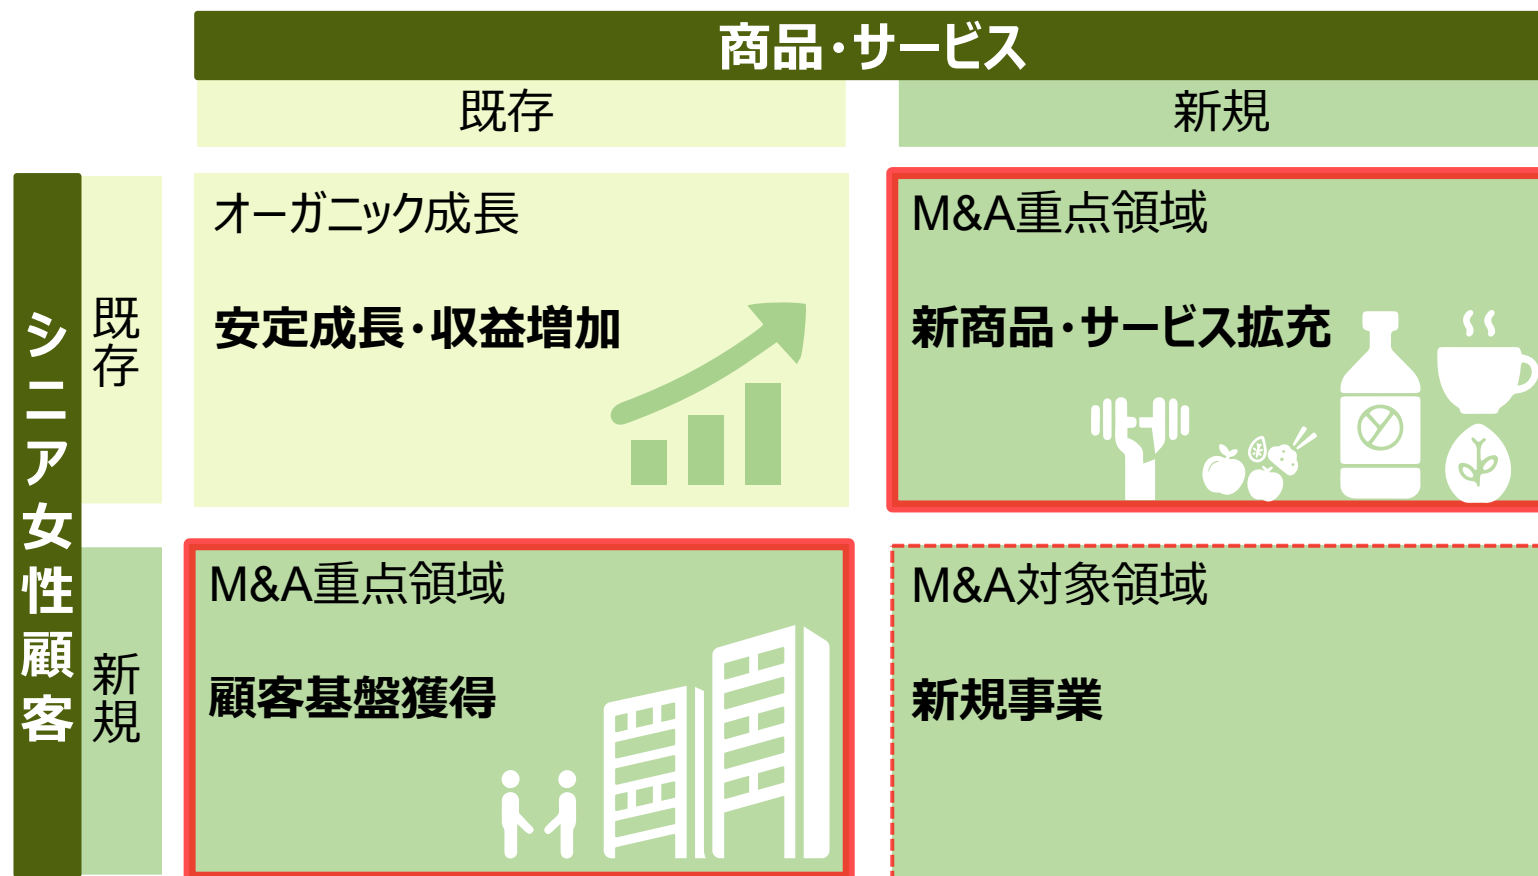 商品・サービス
既存
新規
シニア女性顧客
既存
オーガニック成長
安定成長・収益増加
M&A重点領域
新商品・サービス拡充
新規
M&A重点領域
顧客基盤獲得
M&A対象領域
新規事業